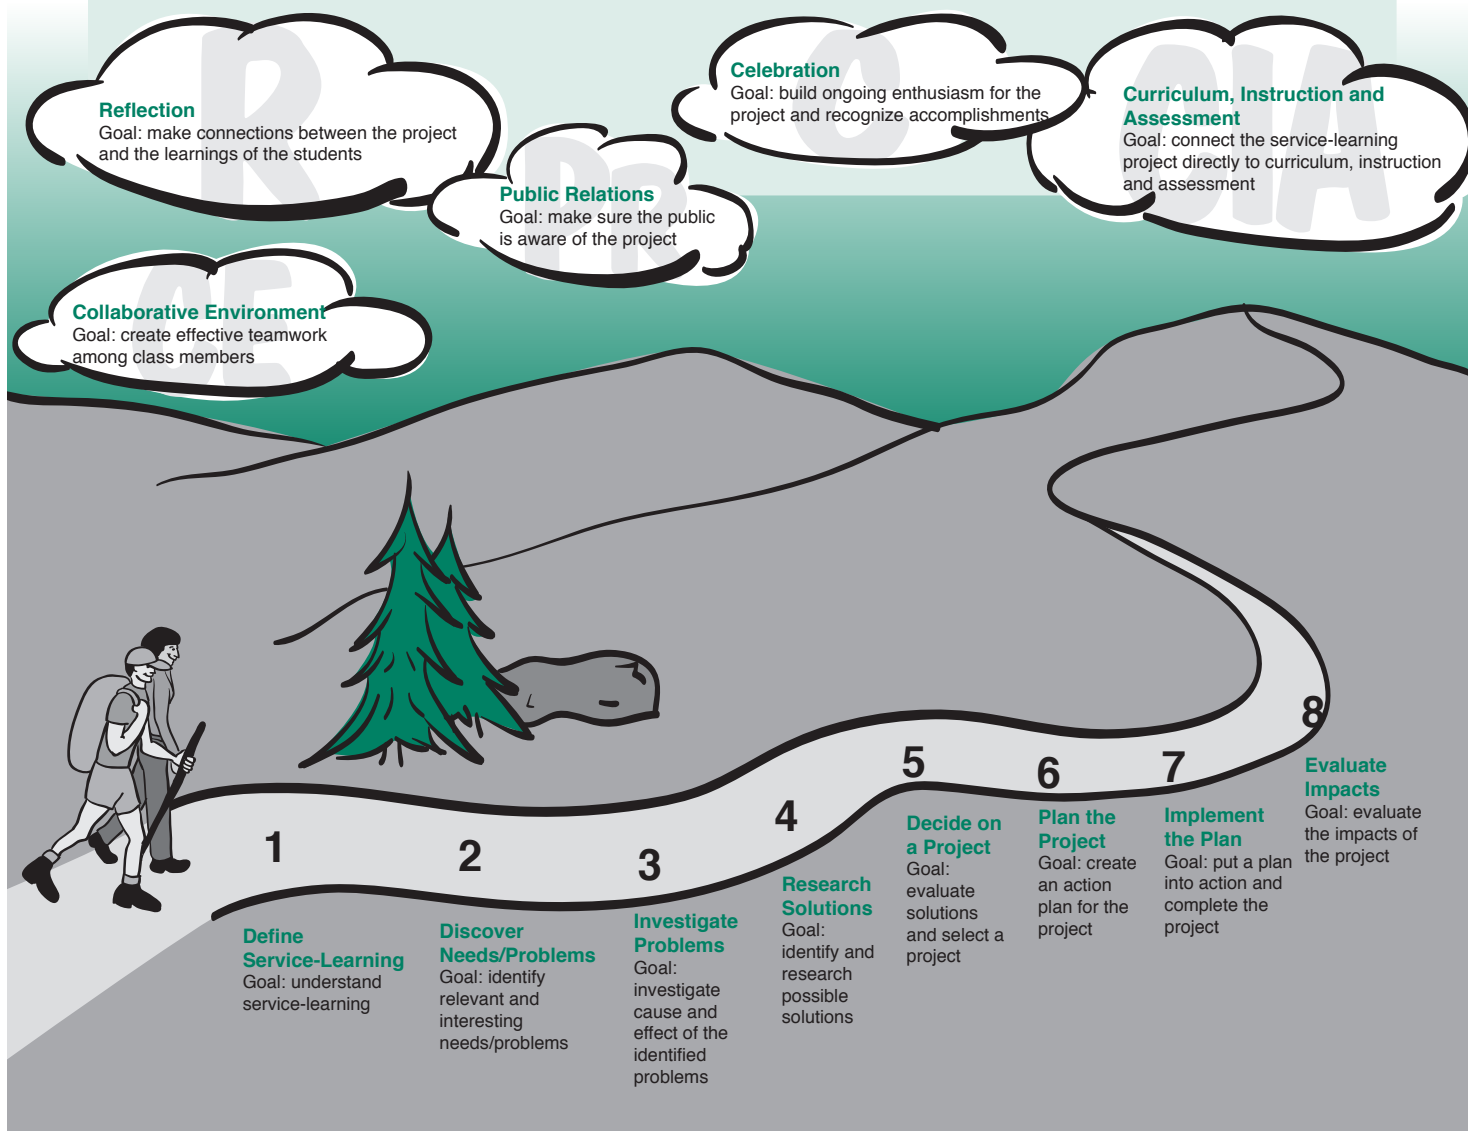 R
Reflection
Goal: make connections between the project
and the learnings of the students
PR
Public Relations
Goal: make sure the public
is aware of the project
C
Celebration
Goal: build ongoing enthusiasm for the
project and recognize accomplishments
CIA
Curriculum, Instruction and
Assessment
Goal: connect the service-learning
project directly to curriculum, instruction
and assessment
CE
Collaborative Environment
Goal: create effective teamwork
among class members
1
Define
Service-Learning
Goal: understand
service-learning
2
Discover
Needs/Problems
Goal: identify
relevant and
interesting
needs/problems
3
Investigate
Problems
Goal:
investigate
cause and
effect of the
identified
problems
4
Research
Solutions
Goal:
identify and
research
possible
solutions
5
Decide on
a Project
Goal:
evaluate
solutions
and select a
project
6
Plan the
Project
Goal: create
an action
plan for the
project
7
Implement
the Plan
Goal: put a plan
into action and
complete the
project
8
Evaluate
Impacts
Goal: evaluate
the impacts of
the project